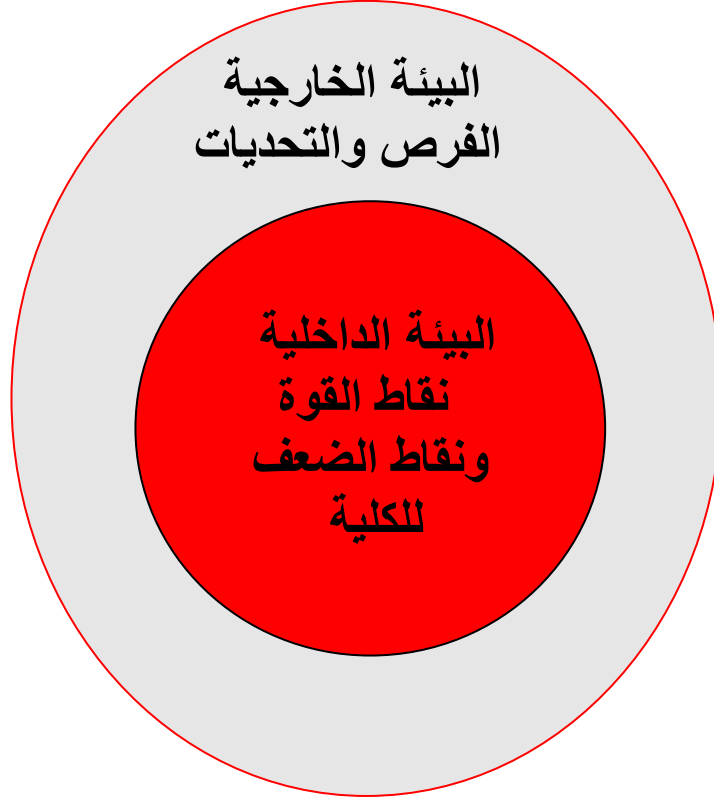 البيئة الخارجية
الفرص والتحديات
البيئة الداخلية
نقاط القوة
ونقاط الضعف
للكلية